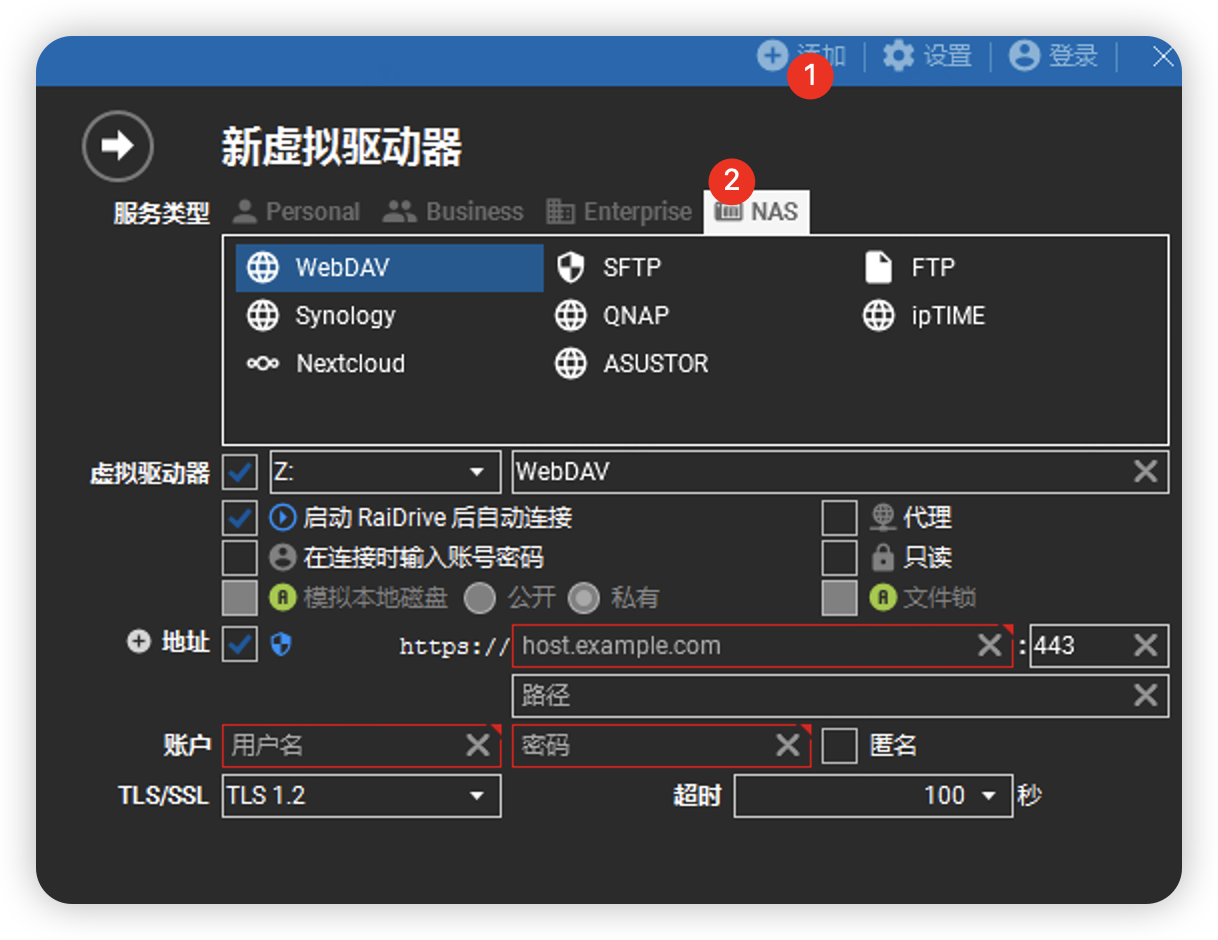 添加 设置 登录
1
新虚拟驱动器
2
服务类型 Personal Business Enterprise NAS
WebDAV SFTP FTP
Synology QNAP ipTIME
Nextcloud ASUSTOR
虚拟驱动器 Z: WebDAV
启动 RaiDrive 后自动连接 代理
在连接时输入账号密码 只读
A 模拟本地磁盘 公开 私有 A 文件锁
地址 https:// host.example.com : 443
路径
账户 用户名 密码 匿名
TLS/SSL TLS 1.2 超时 100 秒